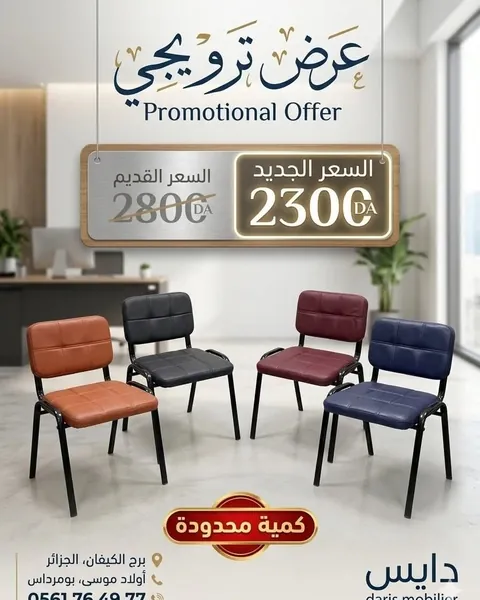 عرض ترويجي
Promotional Offer
السعر القديم
2800 DA
السعر الجديد
2300 DA
كمية محدودة
برج الكيفان، الجزائر
أولاد موسى، بومرداس
0561 76 49 77
دايس
daris mobilier